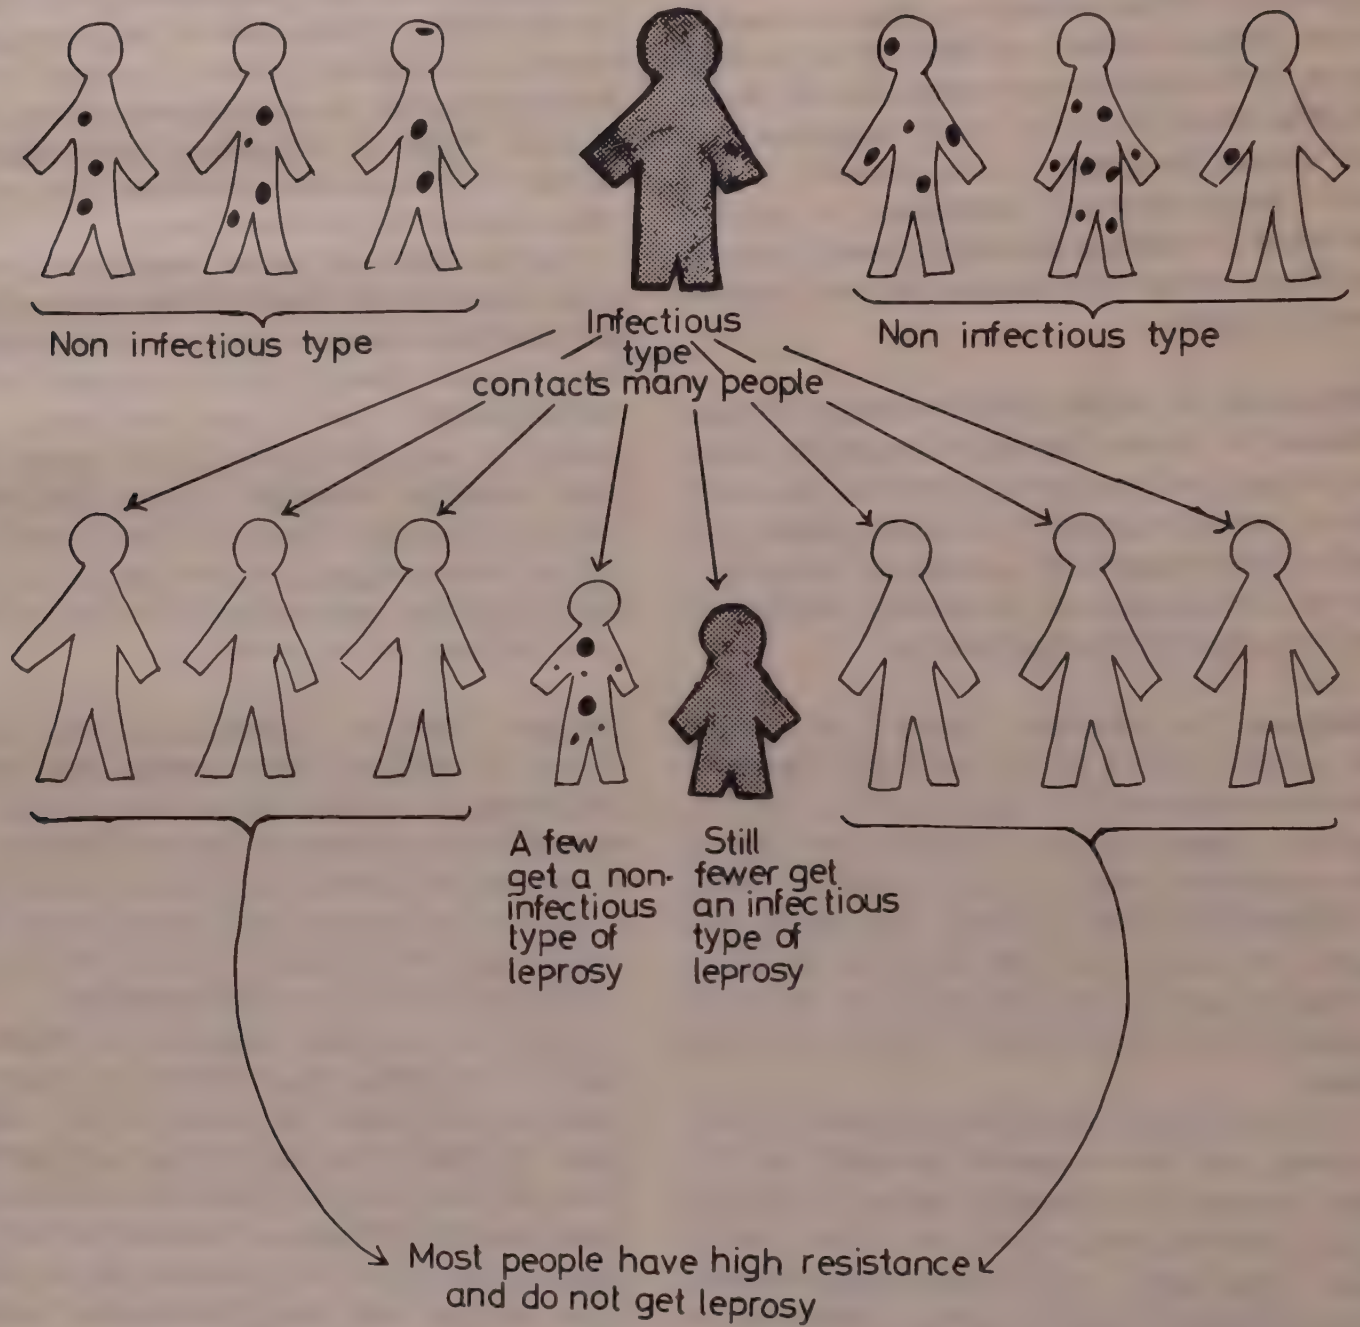 Non infectious type
Infectious
type
contacts many people
Non infectious type
A few
get a non-
infectious
type of
leprosy
Still
fewer get
an infectious
type of
leprosy
Most people have high resistance
and do not get leprosy